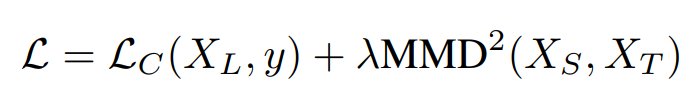 ℒ = ℒ_C(X_L, y) + λMMD²(X_S, X_T)